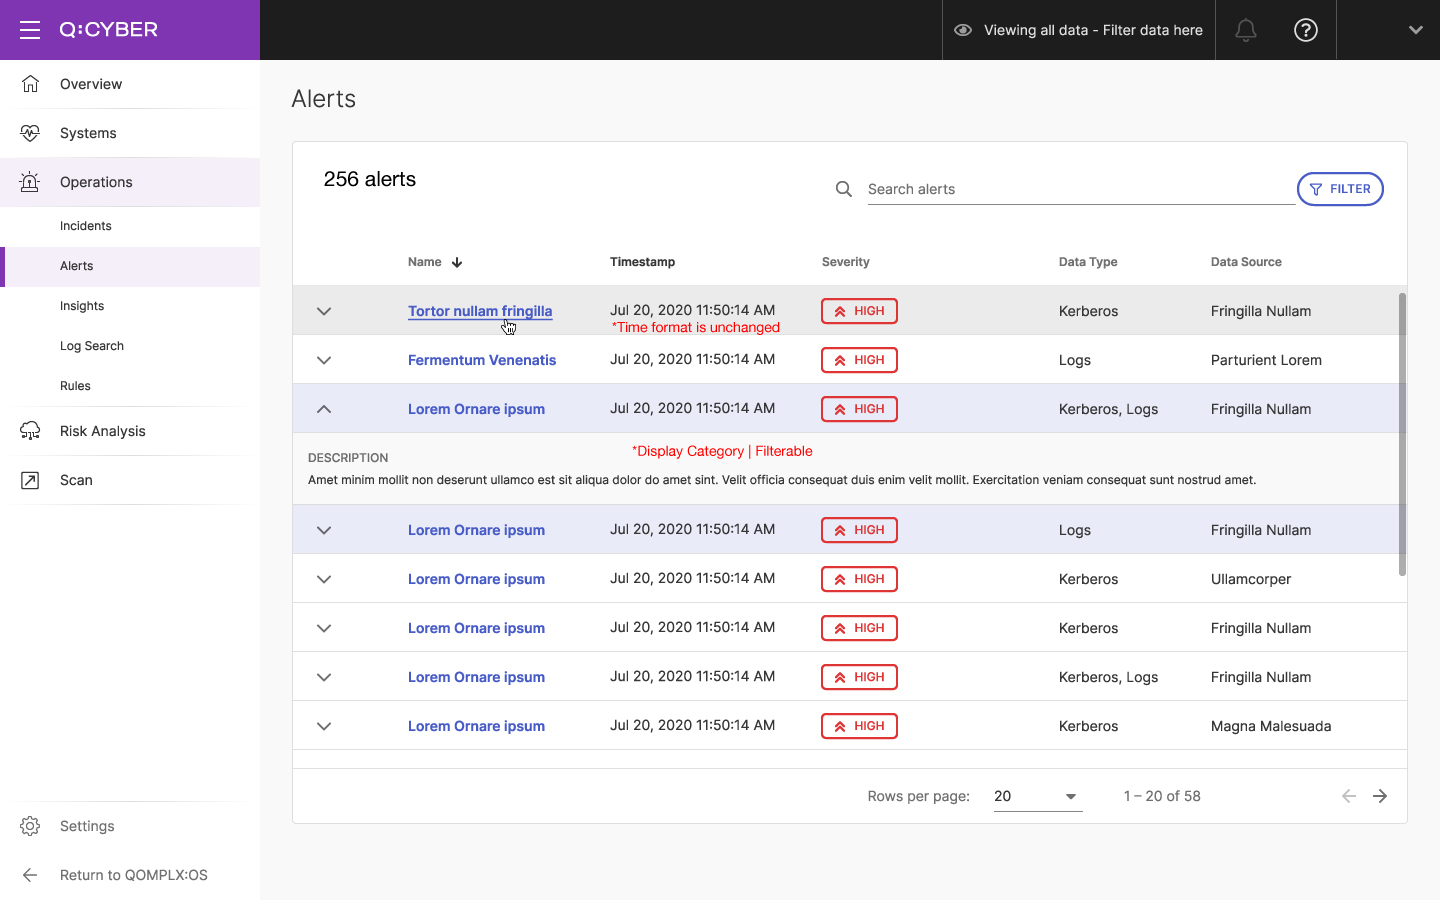 Q:CYBER
Viewing all data - Filter data here
Overview
Systems
Operations
Incidents
Alerts
Insights
Log Search
Rules
Risk Analysis
Scan
Settings
Return to QOMPLX:OS
Alerts
256 alerts
Search alerts
FILTER
Name Timestamp Severity Data Type Data Source
Tortor nullam fringilla Jul 20, 2020 11:50:14 AM HIGH Kerberos Fringilla Nullam
*Time format is unchanged
Fermentum Venenatis Jul 20, 2020 11:50:14 AM HIGH Logs Parturient Lorem
Lorem Ornare ipsum Jul 20, 2020 11:50:14 AM HIGH Kerberos, Logs Fringilla Nullam
*Display Category | Filterable
DESCRIPTION
Amet minim mollit non deserunt ullamco est sit aliqua dolor do amet sint. Velit officia consequat duis enim velit mollit. Exercitation veniam consequat sunt nostrud amet.
Lorem Ornare ipsum Jul 20, 2020 11:50:14 AM HIGH Logs Fringilla Nullam
Lorem Ornare ipsum Jul 20, 2020 11:50:14 AM HIGH Kerberos Ullamcorper
Lorem Ornare ipsum Jul 20, 2020 11:50:14 AM HIGH Kerberos Fringilla Nullam
Lorem Ornare ipsum Jul 20, 2020 11:50:14 AM HIGH Kerberos, Logs Fringilla Nullam
Lorem Ornare ipsum Jul 20, 2020 11:50:14 AM HIGH Kerberos Magna Malesuada
Rows per page: 20 1 – 20 of 58